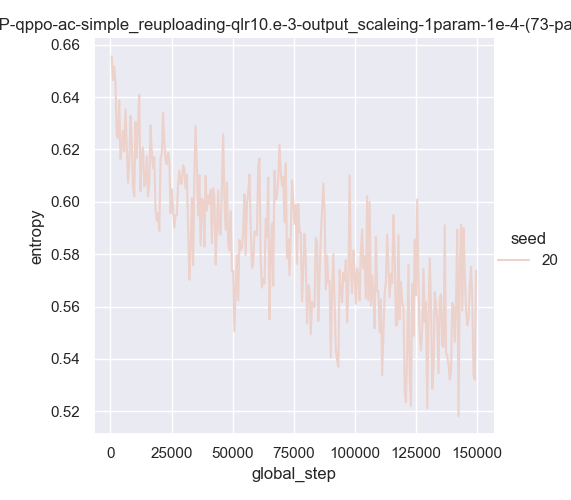 P-qppo-ac-simple_reuploading-qlr10.e-3-output_scaleing-1param-1e-4-(73-pa
0.66
0.64
0.62
0.60
0.58
0.56
0.54
0.52
entropy
0 25000 50000 75000 100000 125000 150000
global_step
seed
20